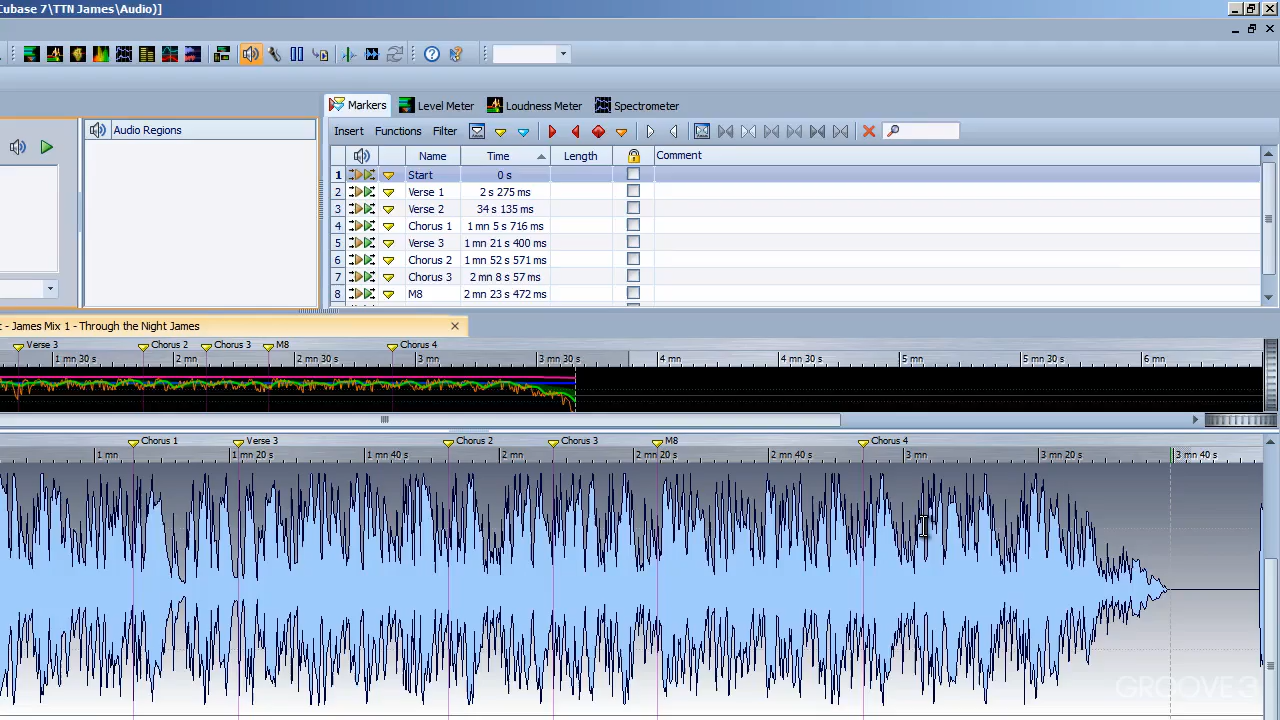 Cubase 7\TTN James\Audio)]
Markers Level Meter Loudness Meter Spectrometer
Audio Regions
Insert Functions Filter
Name Time Length Comment
1 Start 0 s
2 Verse 1 2 s 275 ms
3 Verse 2 34 s 135 ms
4 Chorus 1 1 mn 5 s 716 ms
5 Verse 3 1 mn 21 s 400 ms
6 Chorus 2 1 mn 52 s 571 ms
7 Chorus 3 2 mn 8 s 57 ms
8 M8 2 mn 23 s 472 ms
- James Mix 1 - Through the Night James
Verse 3 Chorus 2 Chorus 3 M8 Chorus 4
1 mn 30 s 2 mn 2 mn 30 s 3 mn 3 mn 30 s 4 mn 4 mn 30 s 5 mn 5 mn 30 s 6 mn
Chorus 1 Verse 3 Chorus 2 Chorus 3 M8 Chorus 4
1 mn 1 mn 20 s 1 mn 40 s 2 mn 2 mn 20 s 2 mn 40 s 3 mn 3 mn 20 s 3 mn 40 s
GROOVE 3